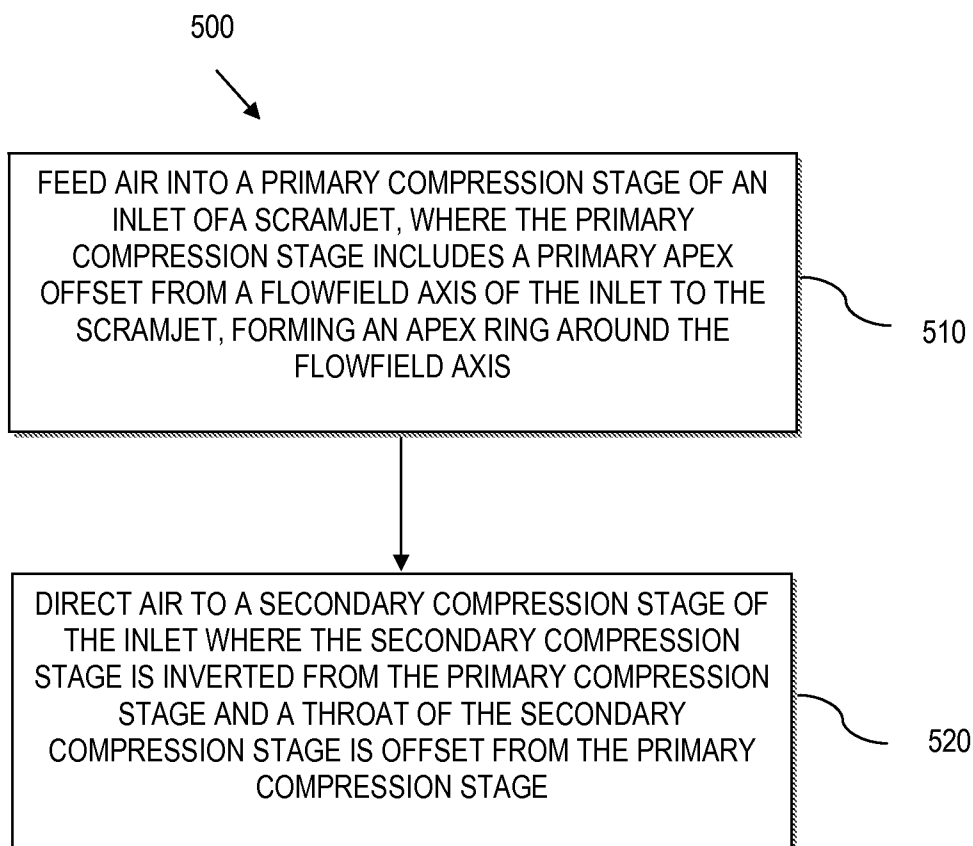 500
FEED AIR INTO A PRIMARY COMPRESSION STAGE OF AN
INLET OFA SCRAMJET, WHERE THE PRIMARY
COMPRESSION STAGE INCLUDES A PRIMARY APEX
OFFSET FROM A FLOWFIELD AXIS OF THE INLET TO THE
SCRAMJET, FORMING AN APEX RING AROUND THE
FLOWFIELD AXIS
510
DIRECT AIR TO A SECONDARY COMPRESSION STAGE OF
THE INLET WHERE THE SECONDARY COMPRESSION
STAGE IS INVERTED FROM THE PRIMARY COMPRESSION
STAGE AND A THROAT OF THE SECONDARY
COMPRESSION STAGE IS OFFSET FROM THE PRIMARY
COMPRESSION STAGE
520